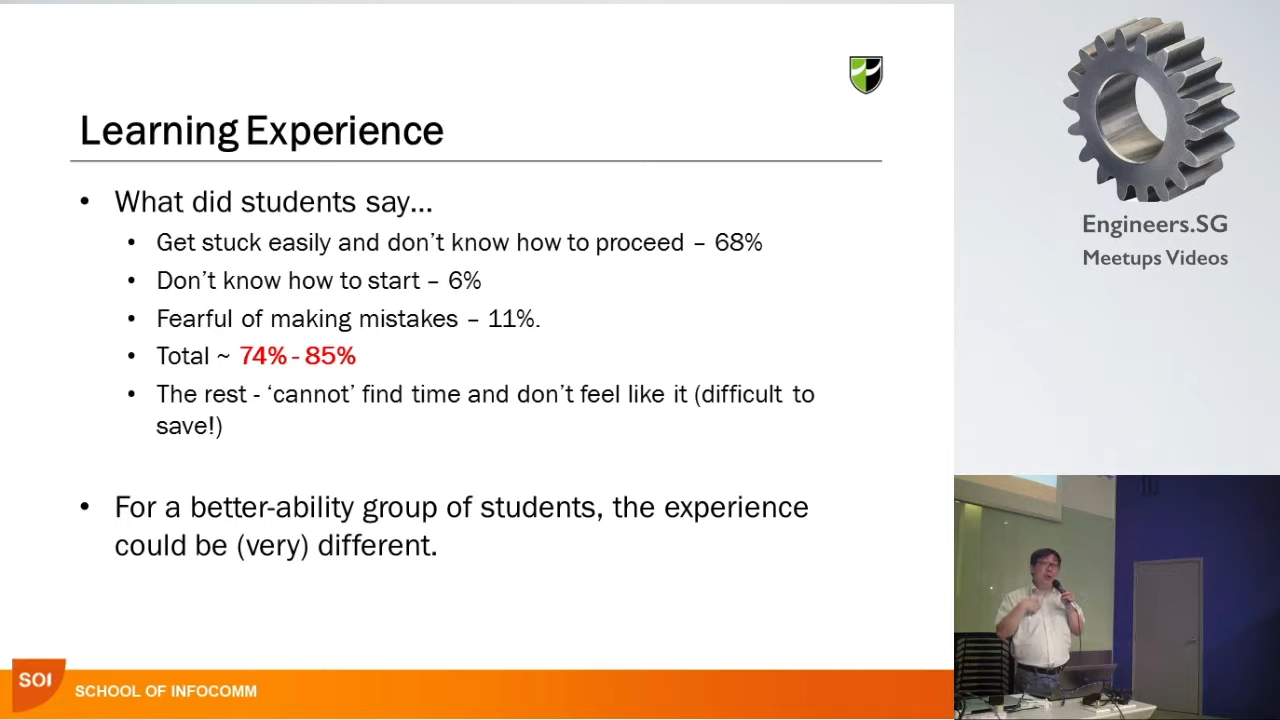 Learning Experience
• What did students say...
• Get stuck easily and don't know how to proceed – 68%
• Don't know how to start – 6%
• Fearful of making mistakes – 11%.
• Total ~ 74% - 85%
• The rest - 'cannot' find time and don't feel like it (difficult to
save!)
• For a better-ability group of students, the experience
could be (very) different.
SOI
SCHOOL OF INFOCOMM
Engineers.SG
Meetups Videos